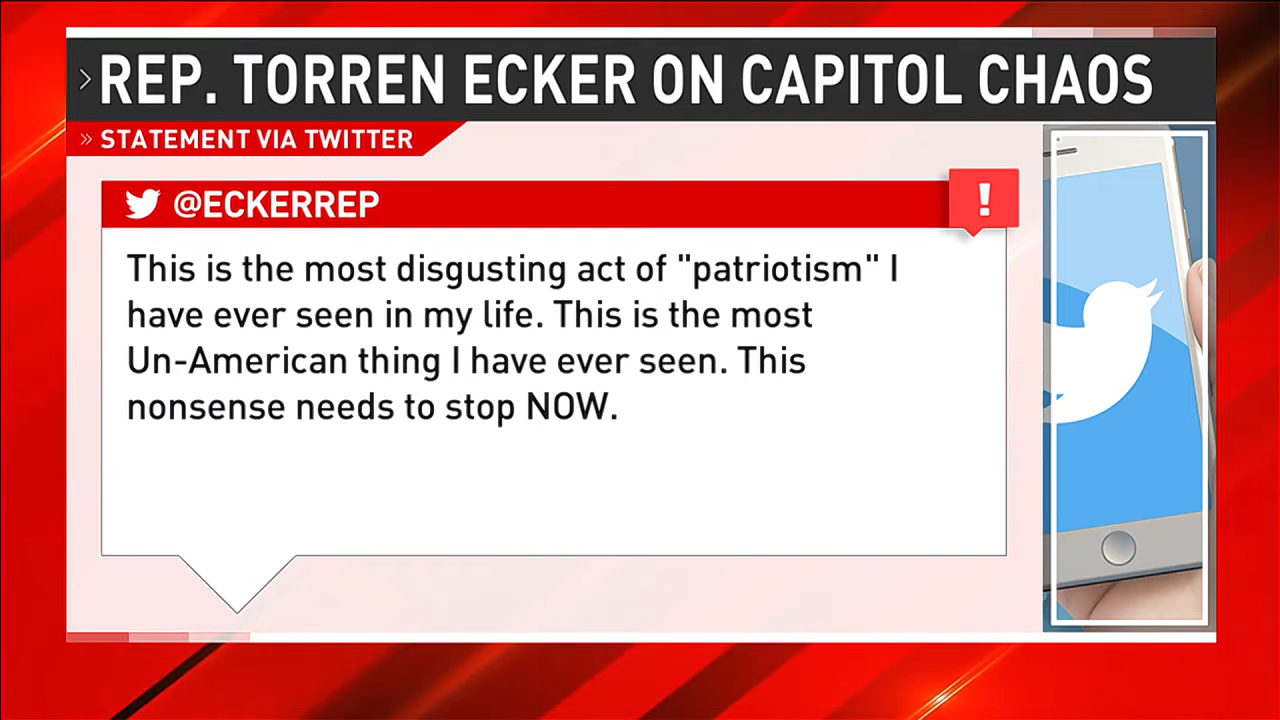 REP. TORREN ECKER ON CAPITOL CHAOS
STATEMENT VIA TWITTER
@ECKERREP
!
This is the most disgusting act of "patriotism" I
have ever seen in my life. This is the most
Un-American thing I have ever seen. This
nonsense needs to stop NOW.